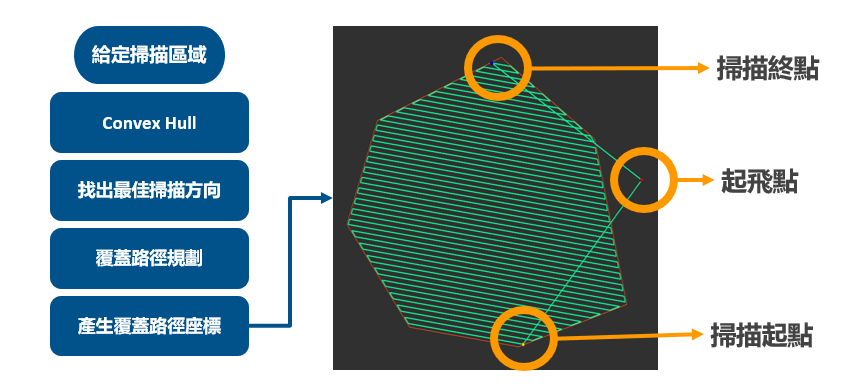 給定掃描區域
Convex Hull
找出最佳掃描方向
覆蓋路徑規劃
產生覆蓋路徑座標
掃描終點
起飛點
掃描起點